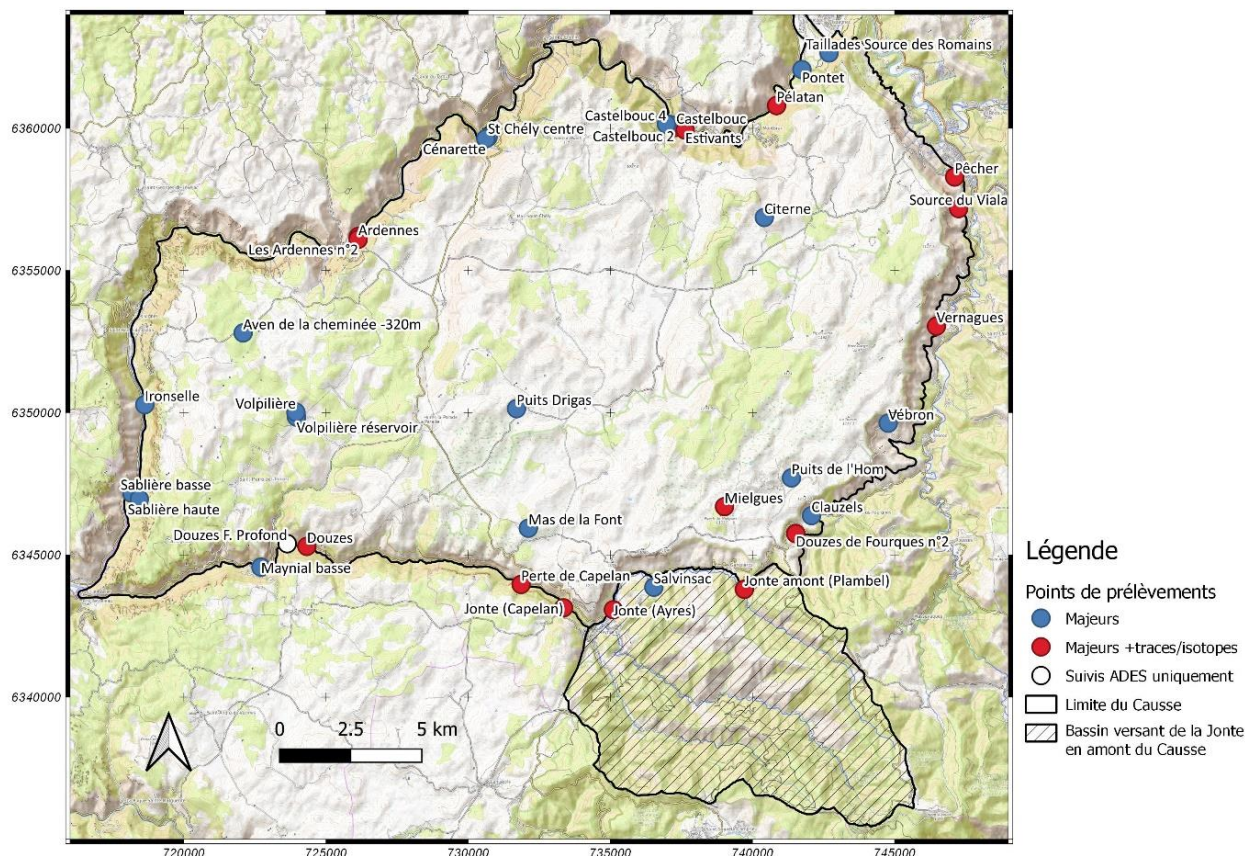 Taillades Source des Romains
Pontet
Pélatan
6360000
Castelbouc 4
Castelbouc
St Chély centre
Castelbouc 2
Estivants
Cénarette
Pêcher
Source du Viala
Citerne
Ardennes
Les Ardennes n°2
6355000
Vernagues
Aven de la cheminée -320m
Ironselle
Volpilière
Puits Drigas
6350000
Vébron
Volpilière réservoir
Puits de l'Hom
Sablière basse
Mielgues
Sablière haute
Clauzels
Mas de la Font
Douzes F. Profond
Douzes
Douzes de Fourques n°2
6345000
Maynial basse
Perte de Capelan
Salvinsac
Jonte amont (Plambel)
Jonte (Capelan)
Jonte (Ayres)
6340000
0 2.5 5 km
720000 725000 730000 735000 740000 745000
Légende
Points de prélèvements
Majeurs
Majeurs +traces/isotopes
Suivis ADES uniquement
Limite du Causse
Bassin versant de la Jonte
en amont du Causse